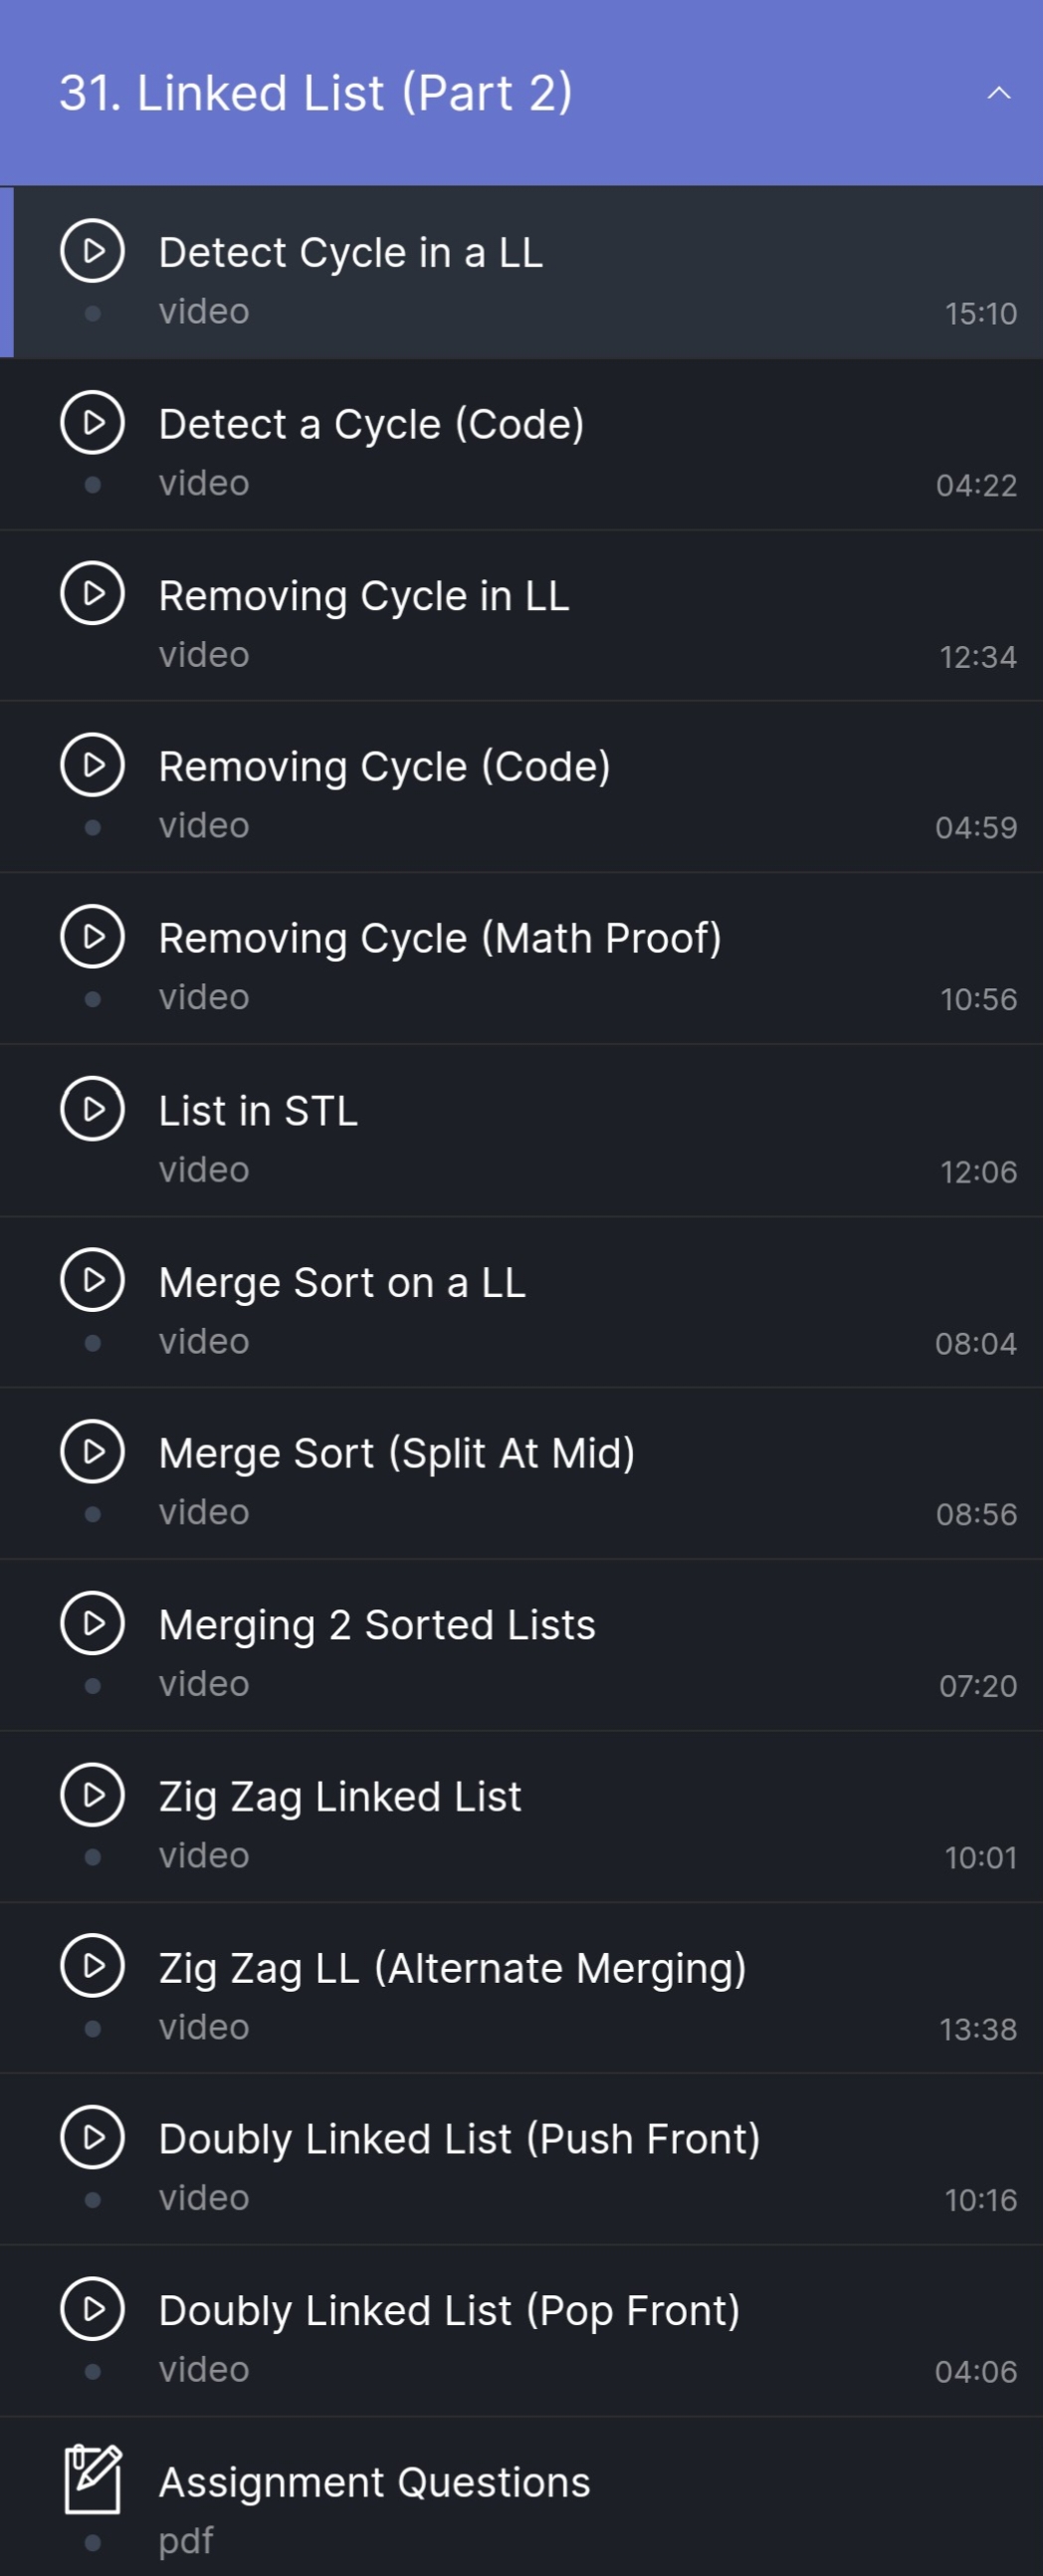 31. Linked List (Part 2)
Detect Cycle in a LL
video 15:10
Detect a Cycle (Code)
video 04:22
Removing Cycle in LL
video 12:34
Removing Cycle (Code)
video 04:59
Removing Cycle (Math Proof)
video 10:56
List in STL
video 12:06
Merge Sort on a LL
video 08:04
Merge Sort (Split At Mid)
video 08:56
Merging 2 Sorted Lists
video 07:20
Zig Zag Linked List
video 10:01
Zig Zag LL (Alternate Merging)
video 13:38
Doubly Linked List (Push Front)
video 10:16
Doubly Linked List (Pop Front)
video 04:06
Assignment Questions
pdf